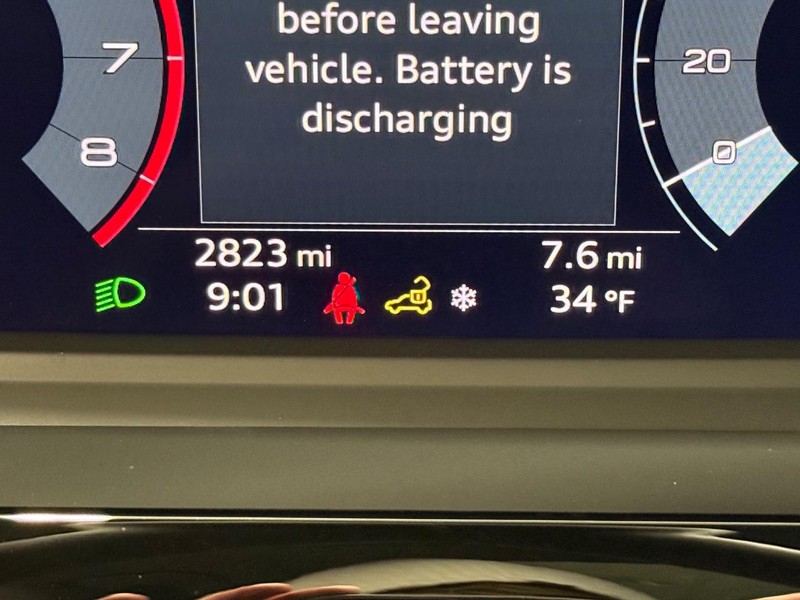 before leaving
vehicle. Battery is
discharging
7
8
20
0
2823 mi
7.6 mi
9:01
34 °F